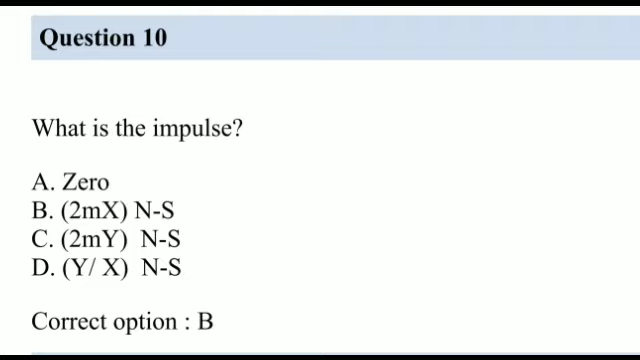 Question 10
What is the impulse?
A. Zero
B. (2mX) N-S
C. (2mY) N-S
D. (Y/ X) N-S
Correct option : B